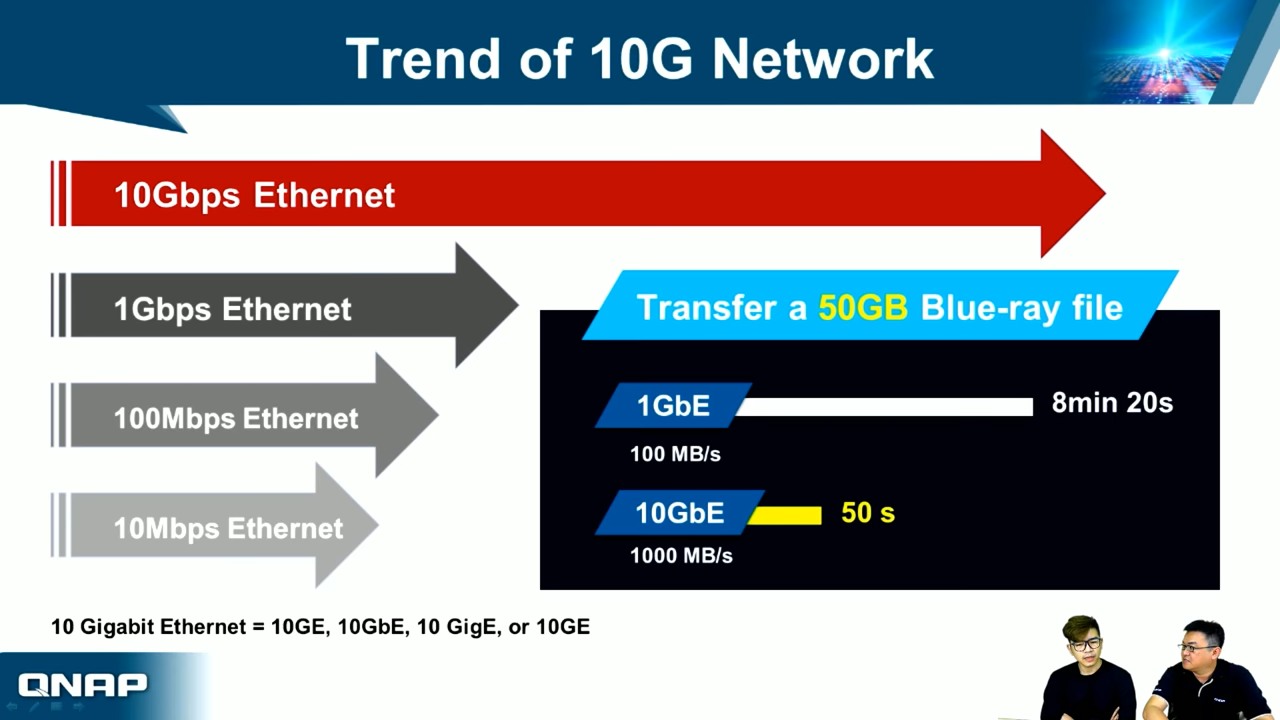 Trend of 10G Network
10Gbps Ethernet
1Gbps Ethernet
100Mbps Ethernet
10Mbps Ethernet
Transfer a 50GB Blue-ray file
1GbE
8min 20s
100 MB/s
10GbE
50 s
1000 MB/s
10 Gigabit Ethernet = 10GE, 10GbE, 10 GigE, or 10GE
QNAP